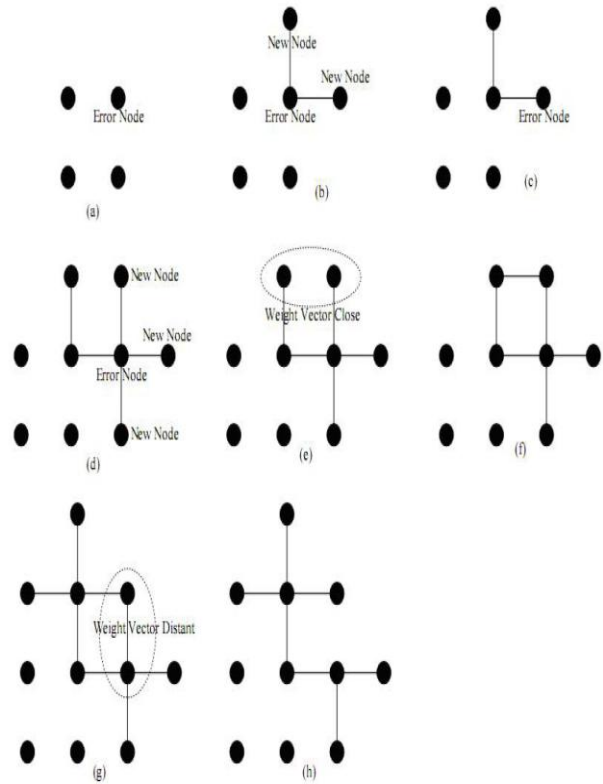 New Node
New Node
Error Node
Error Node
Error Node
(a)
(b)
(c)
New Node
New Node
Error Node
New Node
Weight Vector Close
(d)
(e)
(f)
Weight Vector Distant
(g)
(h)